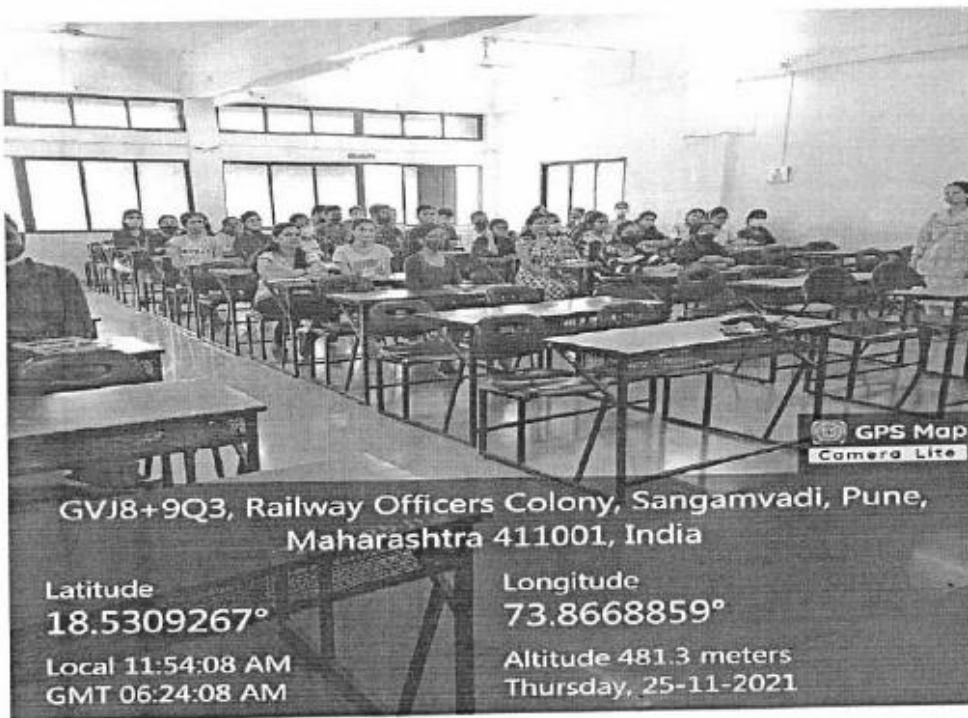 GPS Map
Camera Lite
GVJ8+9Q3, Railway Officers Colony, Sangamvadi, Pune,
Maharashtra 411001, India
Latitude
18.5309267°
Longitude
73.8668859°
Local 11:54:08 AM
GMT 06:24:08 AM
Altitude 481.3 meters
Thursday, 25-11-2021